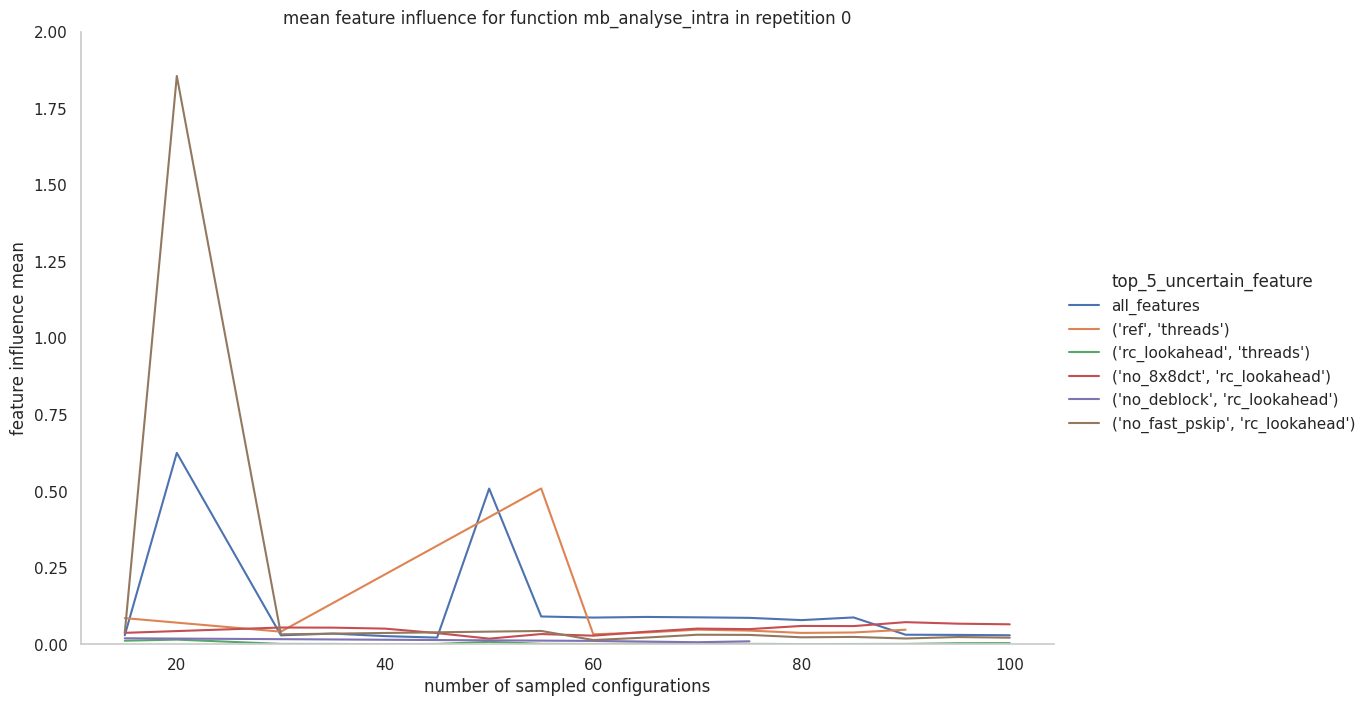 mean feature influence for function mb_analyse_intra in repetition 0
2.00
1.75
1.50
1.25
1.00
0.75
0.50
0.25
0.00
feature influence mean
20
40
60
80
100
number of sampled configurations
top_5_uncertain_feature
all_features
('ref', 'threads')
('rc_lookahead', 'threads')
('no_8x8dct', 'rc_lookahead')
('no_deblock', 'rc_lookahead')
('no_fast_pskip', 'rc_lookahead')